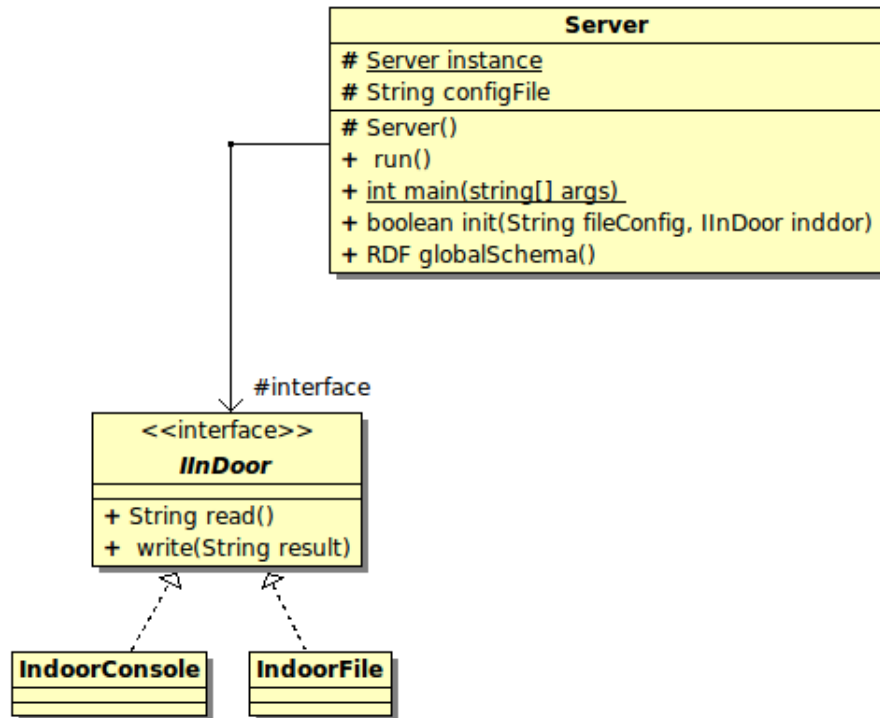 Server
# Server instance
# String configFile
# Server()
+ run()
+ int main(string[] args)
+ boolean init(String fileConfig, IInDoor inddor)
+ RDF globalSchema()
#interface
<<interface>>
IInDoor
+ String read()
+ write(String result)
IndoorConsole
IndoorFile